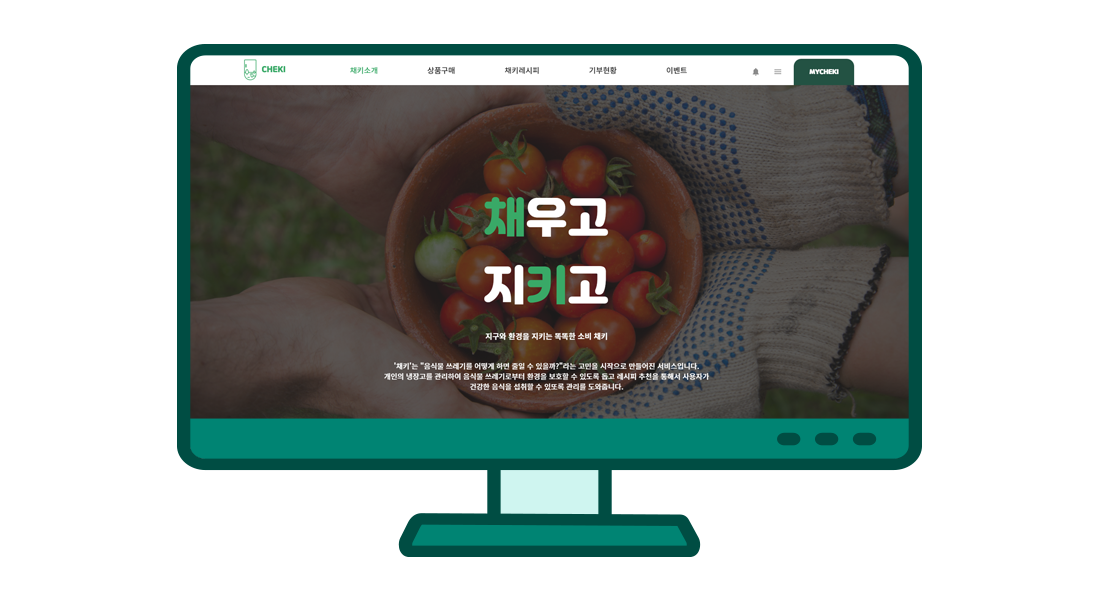 CHEKI 채키소개 상품구매 채키레시피 기부현황 이벤트 MYCHEKI
채우고
지키고
지구와 환경을 지키는 똑똑한 소비 채키
'채키'는 "음식물 쓰레기를 어떻게 하면 줄일 수 있을까?"라는 고민을 시작으로 만들어진 서비스입니다.
개인의 냉장고를 관리하여 음식물 쓰레기로부터 환경을 보호할 수 있도록 돕고 레시피 추천을 통해서 사용자가
건강한 음식을 섭취할 수 있또록 관리를 도와줍니다.